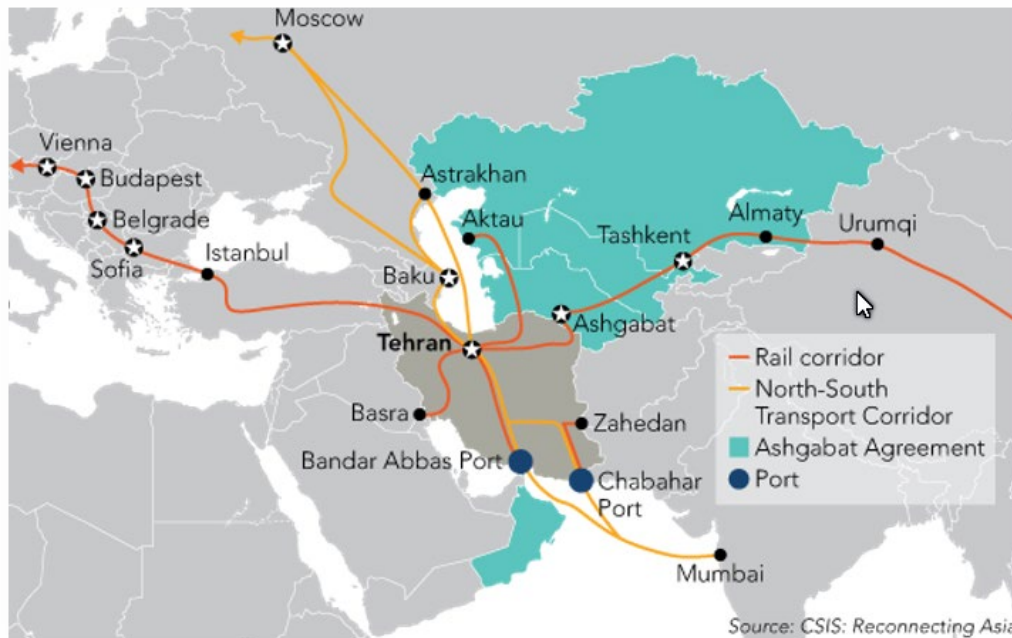 Moscow
Vienna
Budapest
Belgrade
Sofia
Istanbul
Astrakhan
Aktau
Baku
Tashkent
Almaty
Urumqi
Ashgabat
Tehran
Basra
Zahedan
Bandar Abbas Port
Chabahar
Port
Mumbai
Rail corridor
North-South
Transport Corridor
Ashgabat Agreement
Port
Source: CSIS: Reconnecting Asia